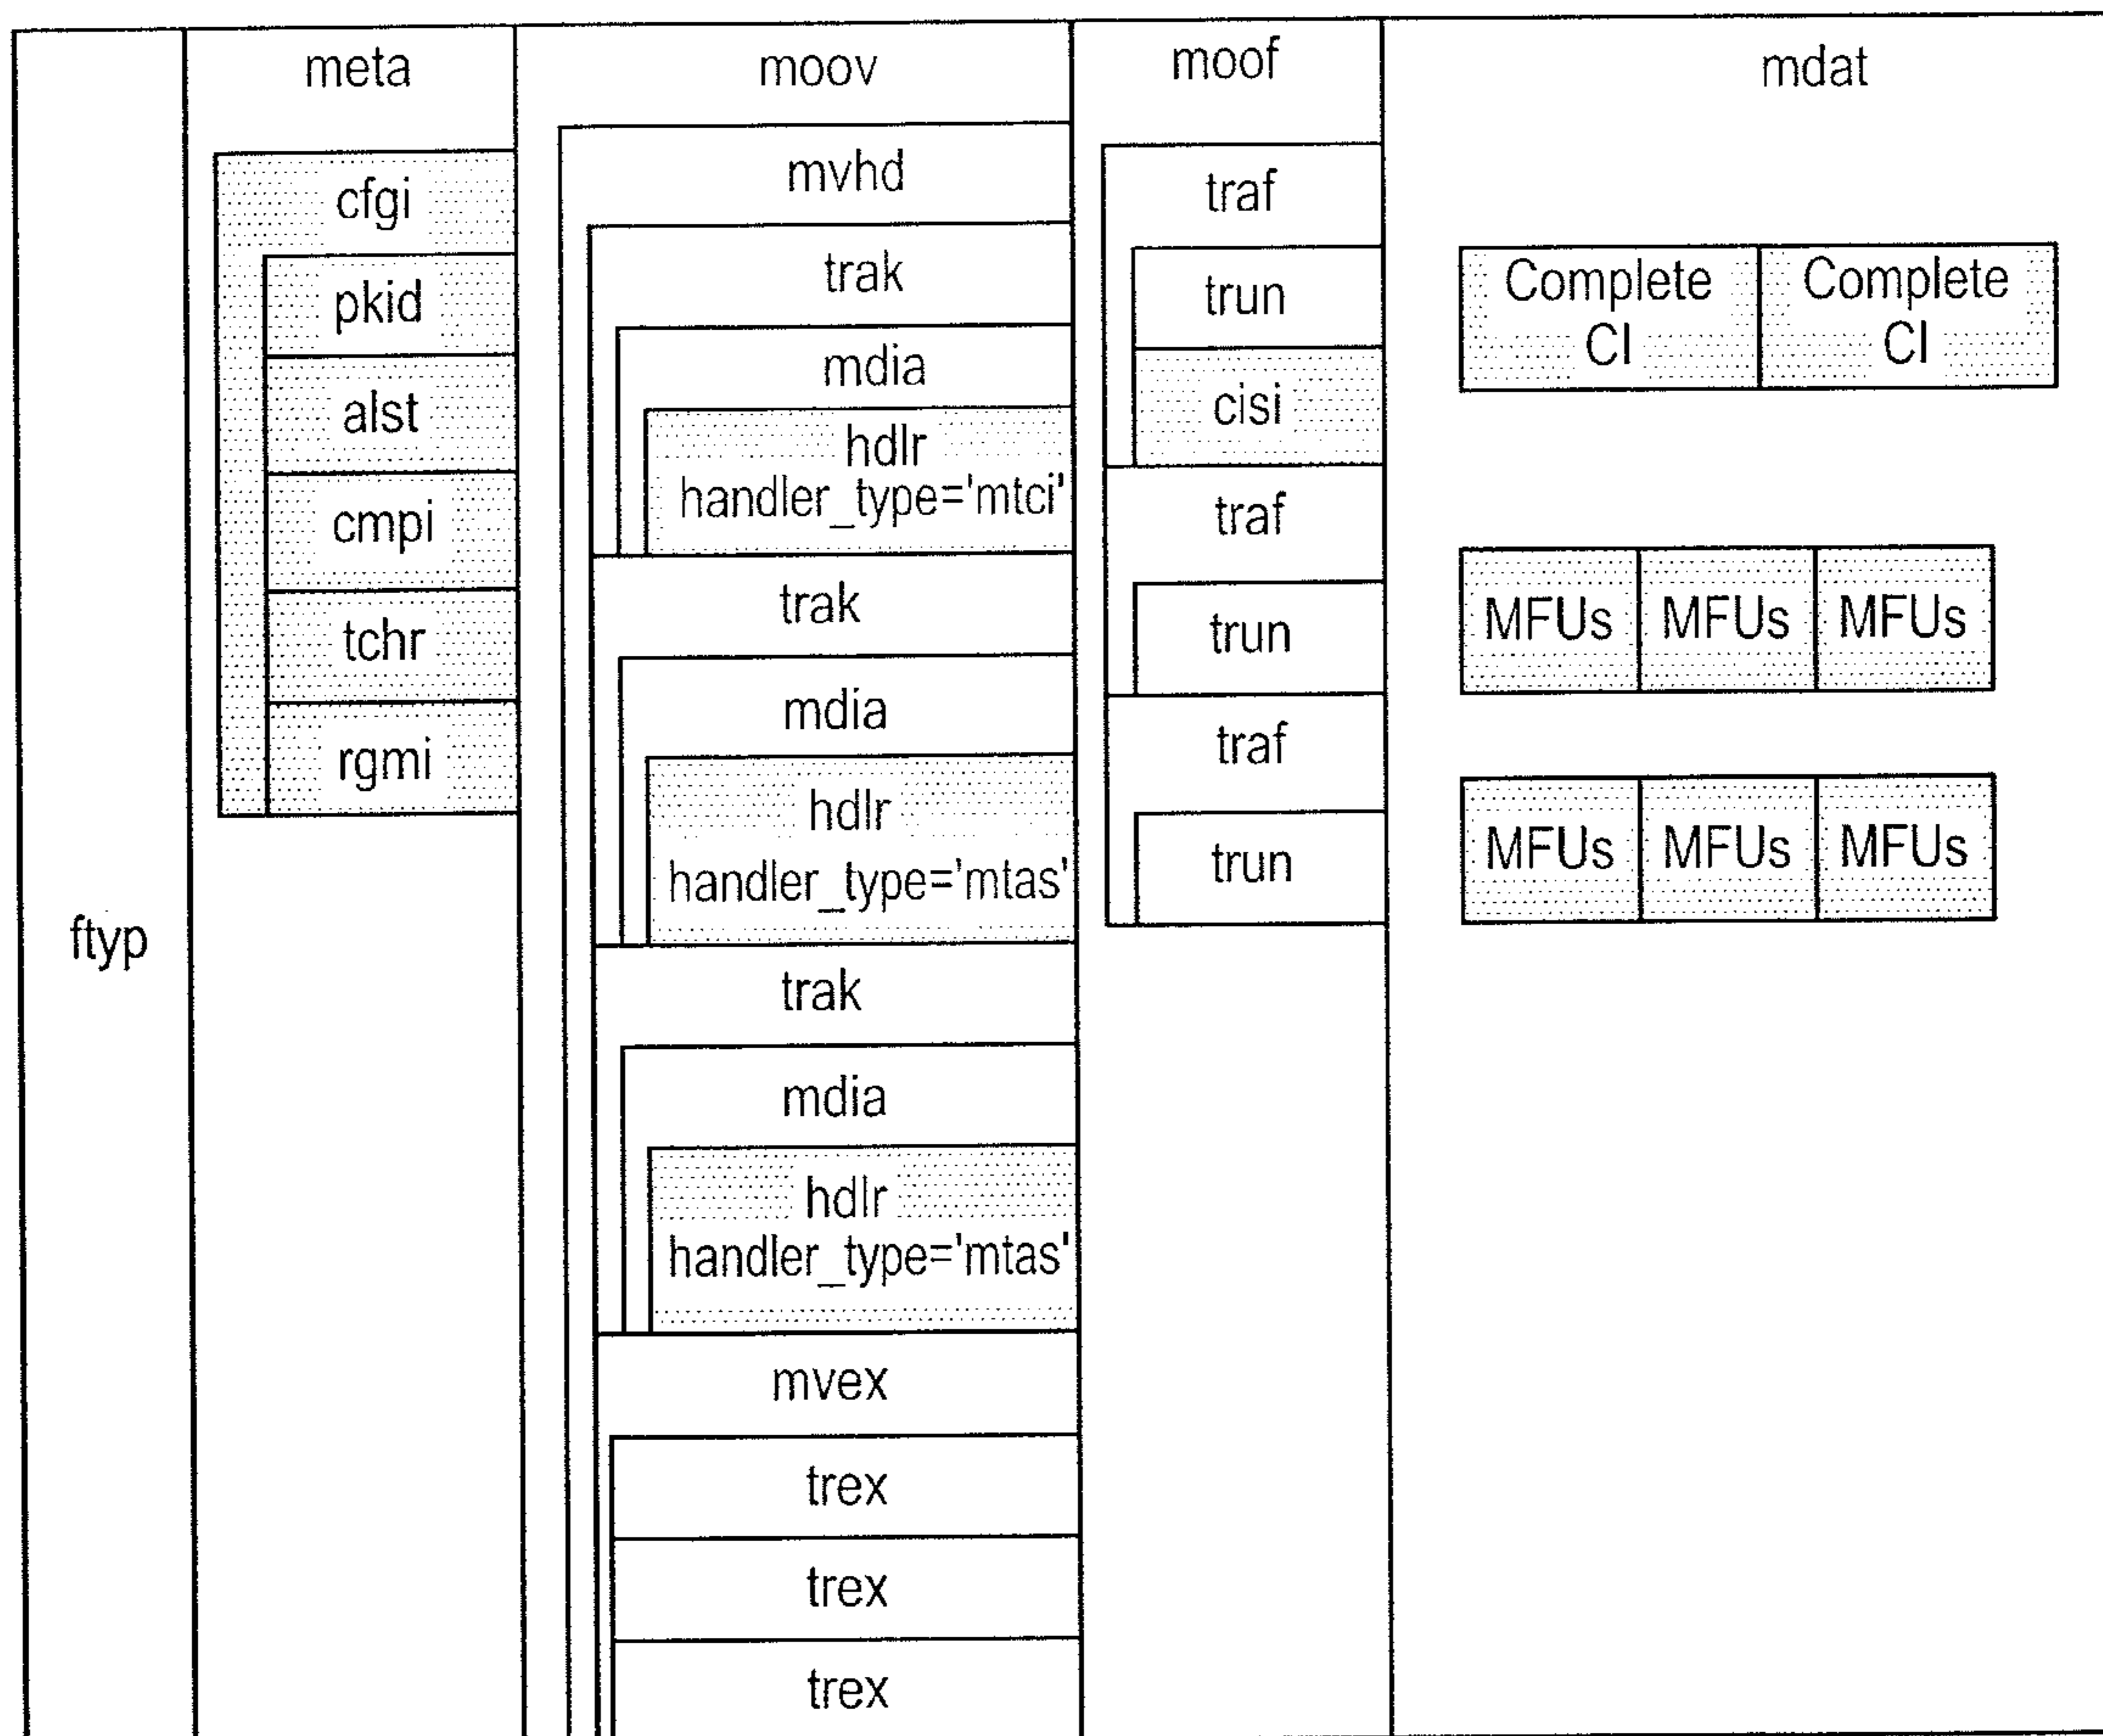 ftyp
meta
cfgi
pkid
alst
cmpi
tchr
rgmi
moov
mvhd
trak
mdia
hdlr
handler_type='mtci'
trak
mdia
hdlr
handler_type='mtas'
trak
mdia
hdlr
handler_type='mtas'
mvex
trex
trex
trex
moof
traf
trun
cisi
traf
trun
traf
trun
mdat
Complete
CI
Complete
CI
MFUs
MFUs
MFUs
MFUs
MFUs
MFUs